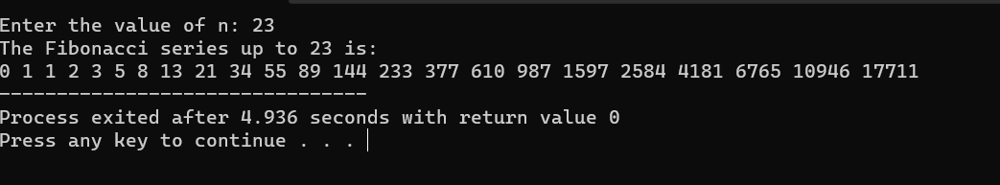 Enter the value of n: 23
The Fibonacci series up to 23 is:
0 1 1 2 3 5 8 13 21 34 55 89 144 233 377 610 987 1597 2584 4181 6765 10946 17711
--------------------------------
Process exited after 4.936 seconds with return value 0
Press any key to continue . . .